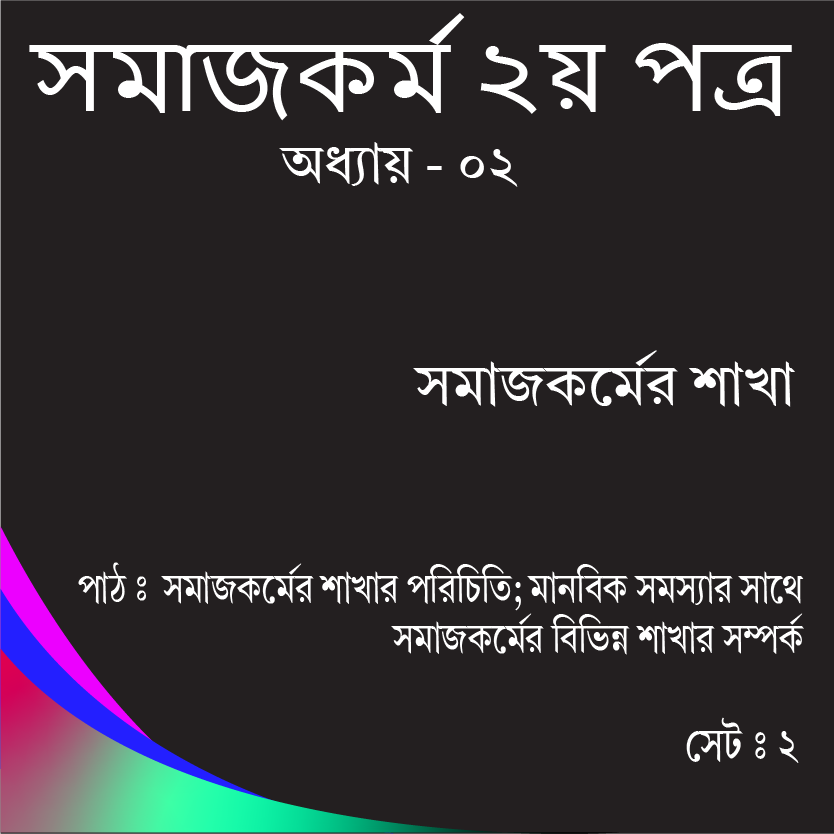 সমাজকর্ম ২য় পত্র
অধ্যায় - ০২
সমাজকর্মের শাখা
পাঠ ঃ সমাজকর্মের শাখার পরিচিতি; মানবিক সমস্যার সাথে
সমাজকর্মের বিভিন্ন শাখার সম্পর্ক
সেট ঃ ২